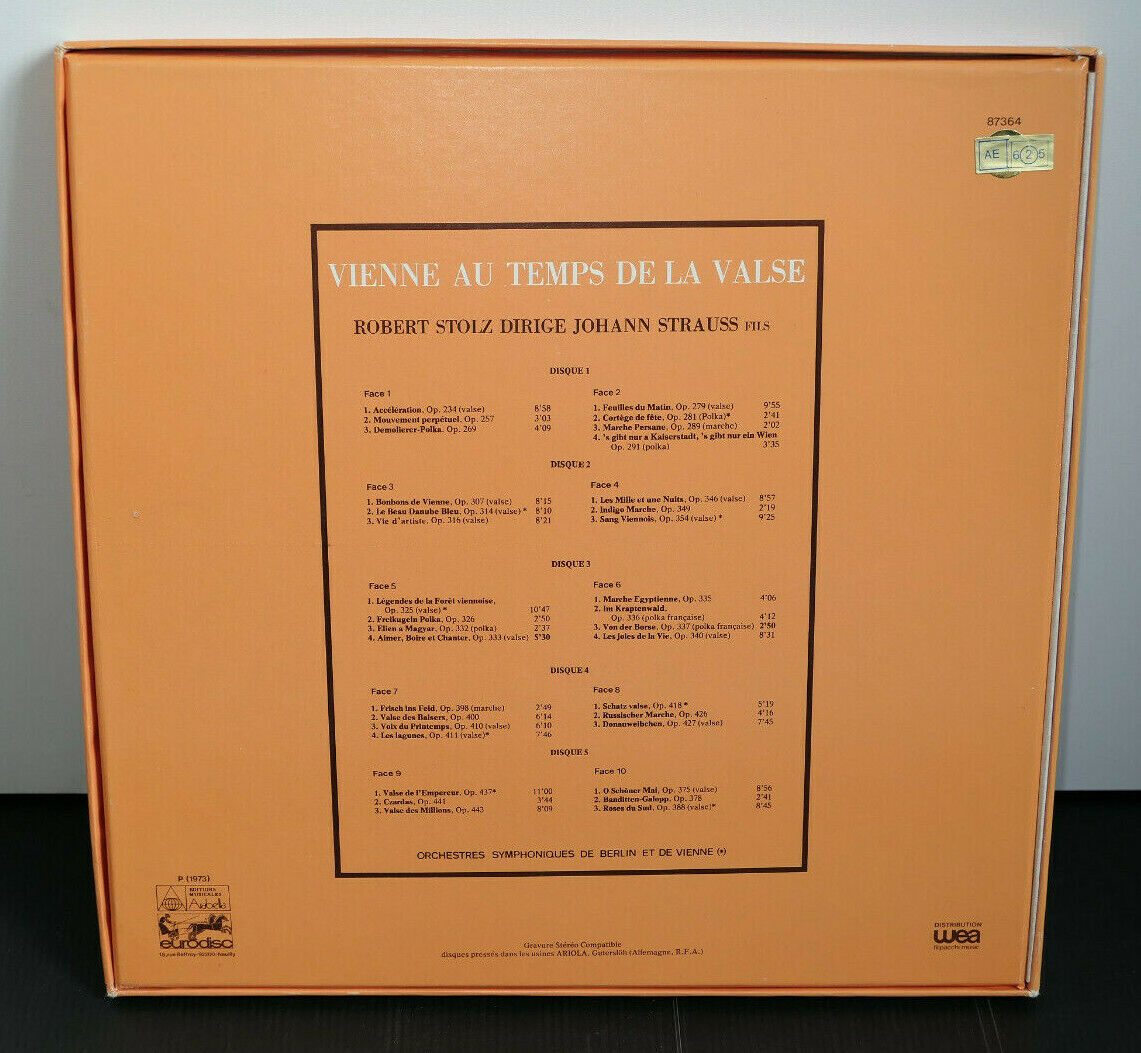 87364
AE 6 2 5
VIENNE AU TEMPS DE LA VALSE
ROBERT STOLZ DIRIGE JOHANN STRAUSS FILS
DISQUE 1
Face 1
1. Accélération, Op. 234 (valse) 8'58
2. Mouvement perpétuel, Op. 257 3'03
3. Demolierer-Polka, Op. 269 4'09
Face 2
1. Feuilles du Matin, Op. 279 (valse) 9'55
2. Cortège de fête, Op. 281 (Polka)* 2'41
3. Marche Persane, Op. 289 (marche) 2'02
4. 's gibt nur a Kaiserstadt, 's gibt nur ein Wien
Op. 291 (polka) 3'35
DISQUE 2
Face 3
1. Bonbons de Vienne, Op. 307 (valse) 8'15
2. Le Beau Danube Bleu, Op. 314 (valse) * 8'10
3. Vie d'artiste, Op. 316 (valse) 8'21
Face 4
1. Les Mille et une Nuits, Op. 346 (valse) 8'57
2. Indigo Marche, Op. 349 2'19
3. Sang Viennois, Op. 354 (valse) * 9'25
DISQUE 3
Face 5
1. Légendes de la Forêt viennoise,
Op. 325 (valse) * 10'47
2. Freikugeln Polka, Op. 326 2'50
3. Eljen a Magyar, Op. 332 (polka) 2'37
4. Aimer, Boire et Chanter, Op. 333 (valse) 5'30
Face 6
1. Marche Egyptienne, Op. 335 4'06
2. Im Kraptenwald,
Op. 336 (polka française) 4'12
3. Von der Borse, Op. 337 (polka française) 2'50
4. Les Joies de la Vie, Op. 340 (valse) 8'31
DISQUE 4
Face 7
1. Frisch ins Feld, Op. 398 (marche) 2'49
2. Valse des Baisers, Op. 400 6'14
3. Voix du Printemps, Op. 410 (valse) 6'10
4. Les lagunes, Op. 411 (valse)* 7'46
Face 8
1. Schatz valse, Op. 418 * 5'19
2. Russischer Marche, Op. 426 4'16
3. Donauweibchen, Op. 427 (valse) 7'45
DISQUE 5
Face 9
1. Valse de l'Empereur, Op. 437* 11'00
2. Czardas, Op. 441 3'44
3. Valse des Millions, Op. 443 8'09
Face 10
1. O Schöner Mai, Op. 375 (valse) 8'56
2. Banditten-Galopp, Op. 378 2'41
3. Roses du Sud, Op. 388 (valse)* 8'45
ORCHESTRES SYMPHONIQUES DE BERLIN ET DE VIENNE (*)
P (1973)
EDITIONS
MUSICALES
Arabella
eurodisc
Neuilly
Gravure Stéréo Compatible
disques pressés dans les usines ARIOLA, Gutersloh (Allemagne, R.F.A.)
DISTRIBUTION
wea
filipacchi music